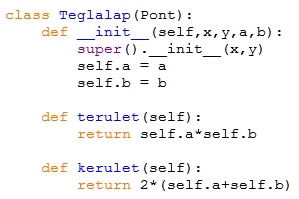 class Teglalap(Pont):
    def __init__(self,x,y,a,b):
        super().__init__(x,y)
        self.a = a
        self.b = b

    def terulet(self):
        return self.a*self.b

    def kerulet(self):
        return 2*(self.a+self.b)